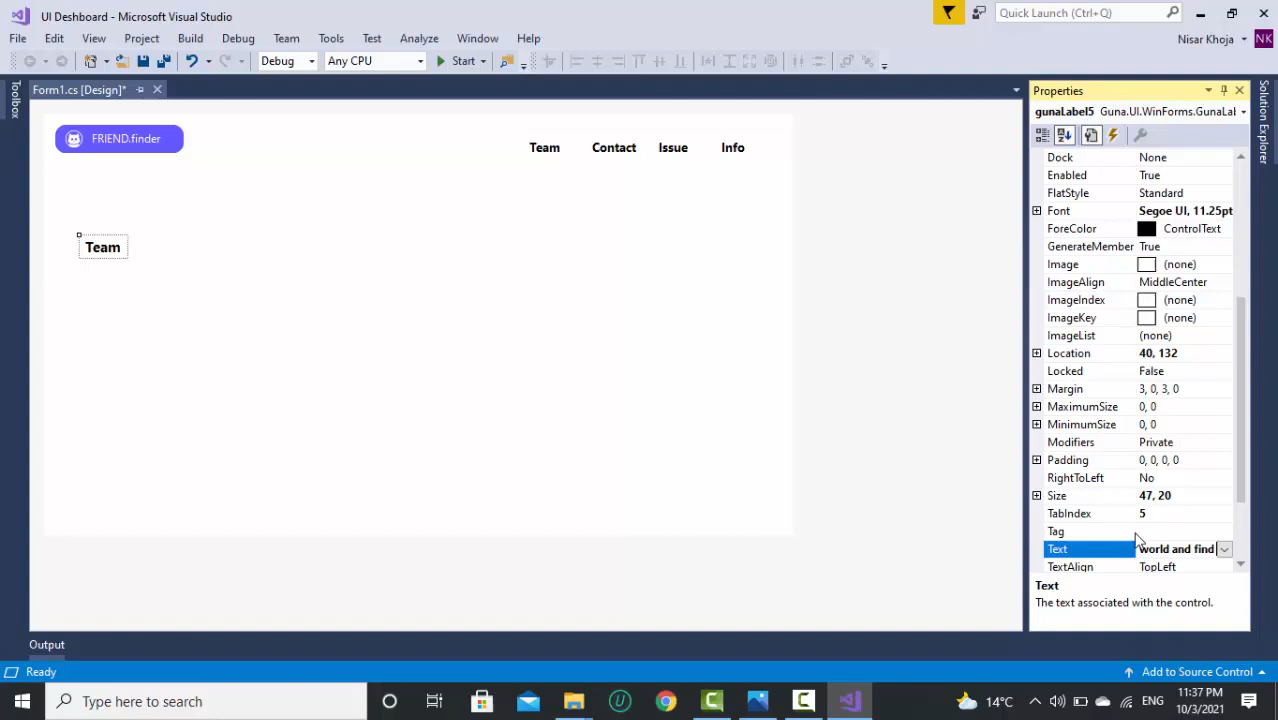 UI Deshboard - Microsoft Visual Studio
Quick Launch (Ctrl+Q)
File Edit View Project Build Debug Team Tools Test Analyze Window Help
Nisar Khoja NK
Debug Any CPU Start
Toolbox
Form1.cs [Design]*
FRIEND.finder
Team Contact Issue Info
Team
Properties
gunaLabel5 Guna.UI.WinForms.GunaLal
Dock None
Enabled True
FlatStyle Standard
Font Segoe UI, 11.25pt
ForeColor ControlText
GenerateMember True
Image (none)
ImageAlign MiddleCenter
ImageIndex (none)
ImageKey (none)
ImageList (none)
Location 40, 132
Locked False
Margin 3, 0, 3, 0
MaximumSize 0, 0
MinimumSize 0, 0
Modifiers Private
Padding 0, 0, 0, 0
RightToLeft No
Size 47, 20
TabIndex 5
Tag
Text world and find
TextAlign TopLeft
Text
The text associated with the control.
Solution Explorer
Output
Ready
Add to Source Control
Type here to search
14°C
ENG
11:37 PM
10/3/2021